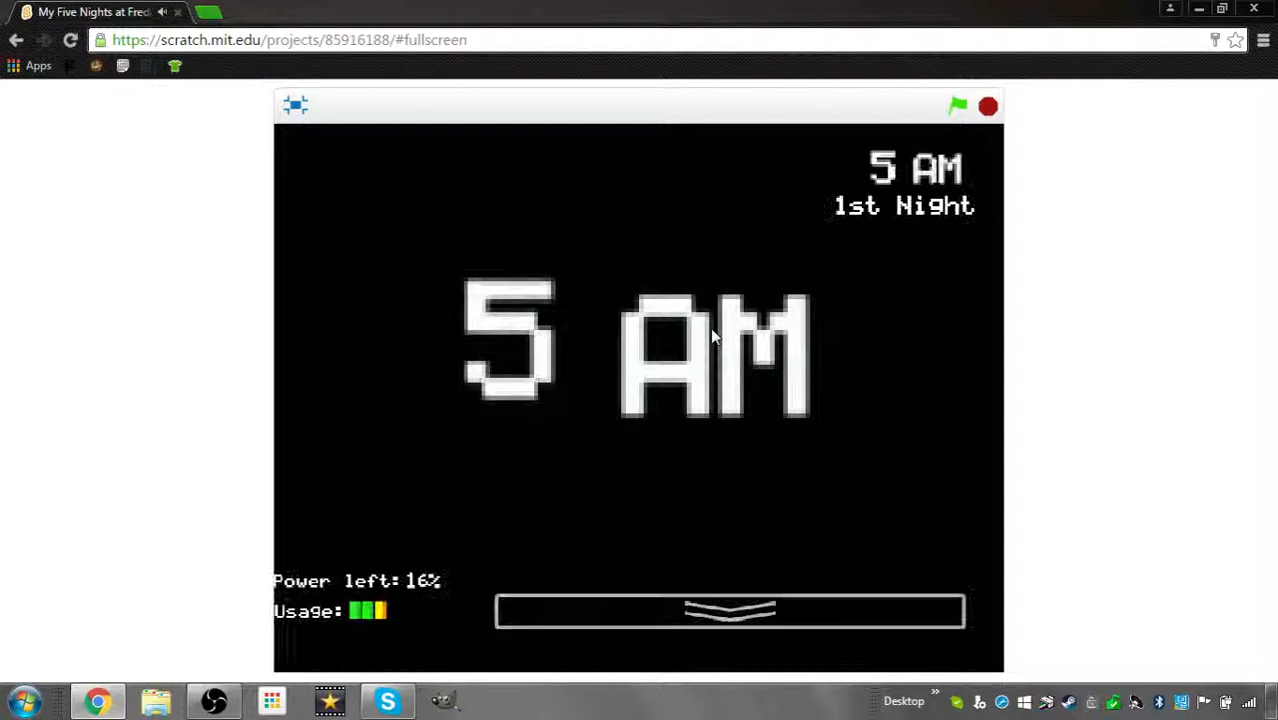 My Five Nights at Fred
https://scratch.mit.edu/projects/85916188/#fullscreen
Apps
5 AM
1st Night
5 AM
Power left: 16%
Usage:
Desktop